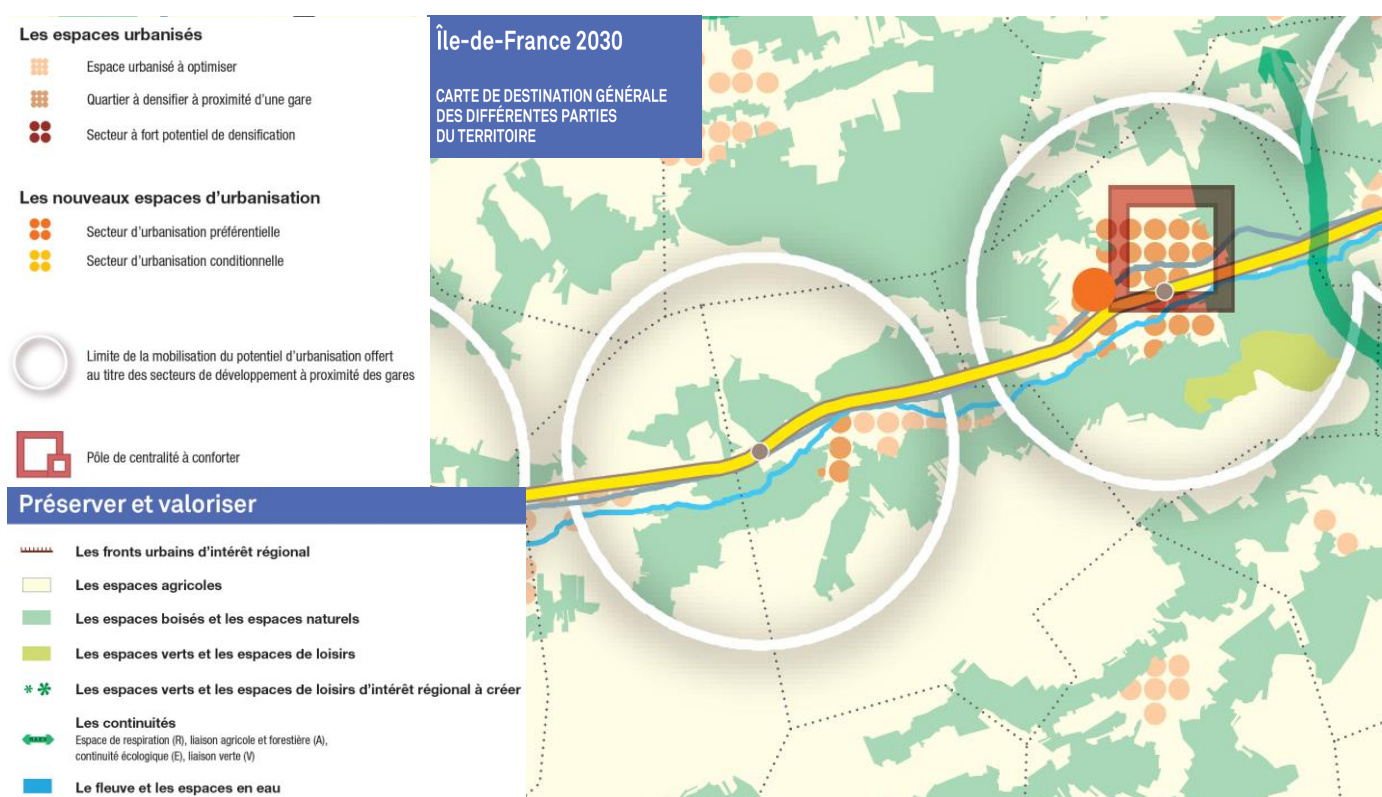 Les espaces urbanisés
Espace urbanisé à optimiser
Quartier à densifier à proximité d'une gare
Secteur à fort potentiel de densification
Les nouveaux espaces d'urbanisation
Secteur d'urbanisation préférentielle
Secteur d'urbanisation conditionnelle
Limite de la mobilisation du potentiel d'urbanisation offert
au titre des secteurs de développement à proximité des gares
Pôle de centralité à conforter
Préserver et valoriser
Les fronts urbains d'intérêt régional
Les espaces agricoles
Les espaces boisés et les espaces naturels
Les espaces verts et les espaces de loisirs
Les espaces verts et les espaces de loisirs d'intérêt régional à créer
Les continuités
Espace de respiration (R), liaison agricole et forestière (A),
continuité écologique (E), liaison verte (V)
Le fleuve et les espaces en eau
Île-de-France 2030
CARTE DE DESTINATION GÉNÉRALE
DES DIFFÉRENTES PARTIES
DU TERRITOIRE